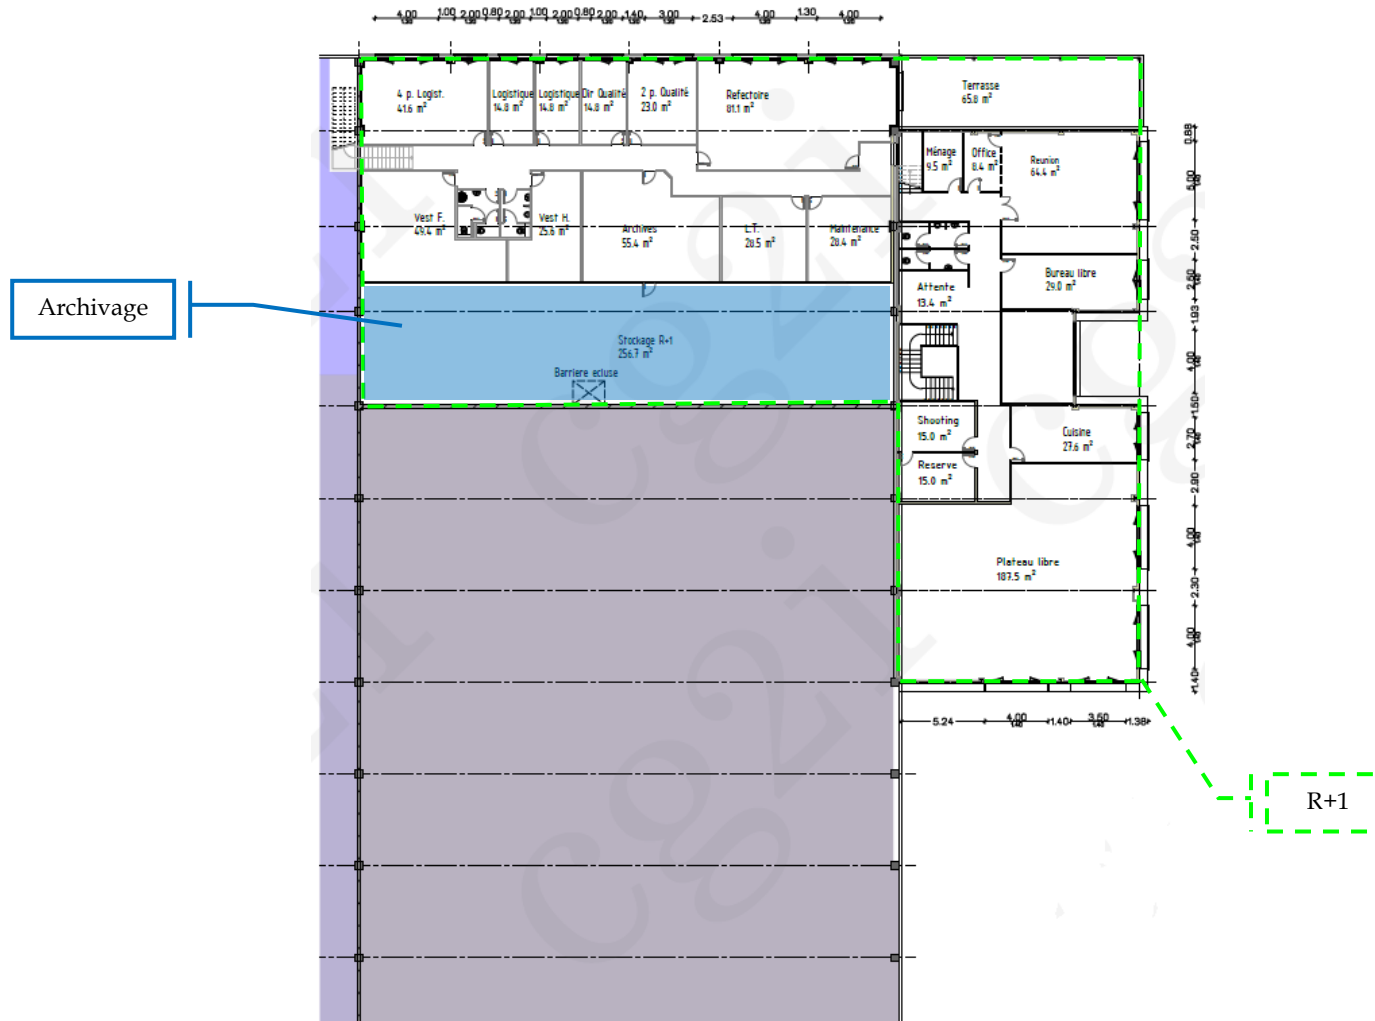 4.00 1.00 2.00 0.80 2.00 1.00 2.00 0.80 2.00 1.40 3.00 2.53 4.00 1.30 4.00
4 p. Logist.
41.6 m²
Logistique
14.8 m²
Logistique
14.8 m²
Dir Qualité
14.8 m²
2 p. Qualité
23.0 m²
Refectoire
81.1 m²
Terrasse
65.8 m²
Ménage
9.5 m²
Office
8.4 m²
Reunion
64.4 m²
Vest F.
49.4 m²
Vest H.
25.6 m²
Archives
55.4 m²
L.T.
28.5 m²
Maintenance
28.4 m²
Bureau libre
29.0 m²
Attente
13.4 m²
Archivage
Stockage R+1
256.7 m²
Barriere ecluse
Shooting
15.0 m²
Cuisine
27.6 m²
Reserve
15.0 m²
Plateau libre
187.5 m²
0.88
5.00
2.50
2.50
1.93
4.00
1.50
2.70
2.90
4.00
2.30
4.00
1.40
5.24 4.00 1.40 3.50 1.38
R+1
cg2i
cg2i